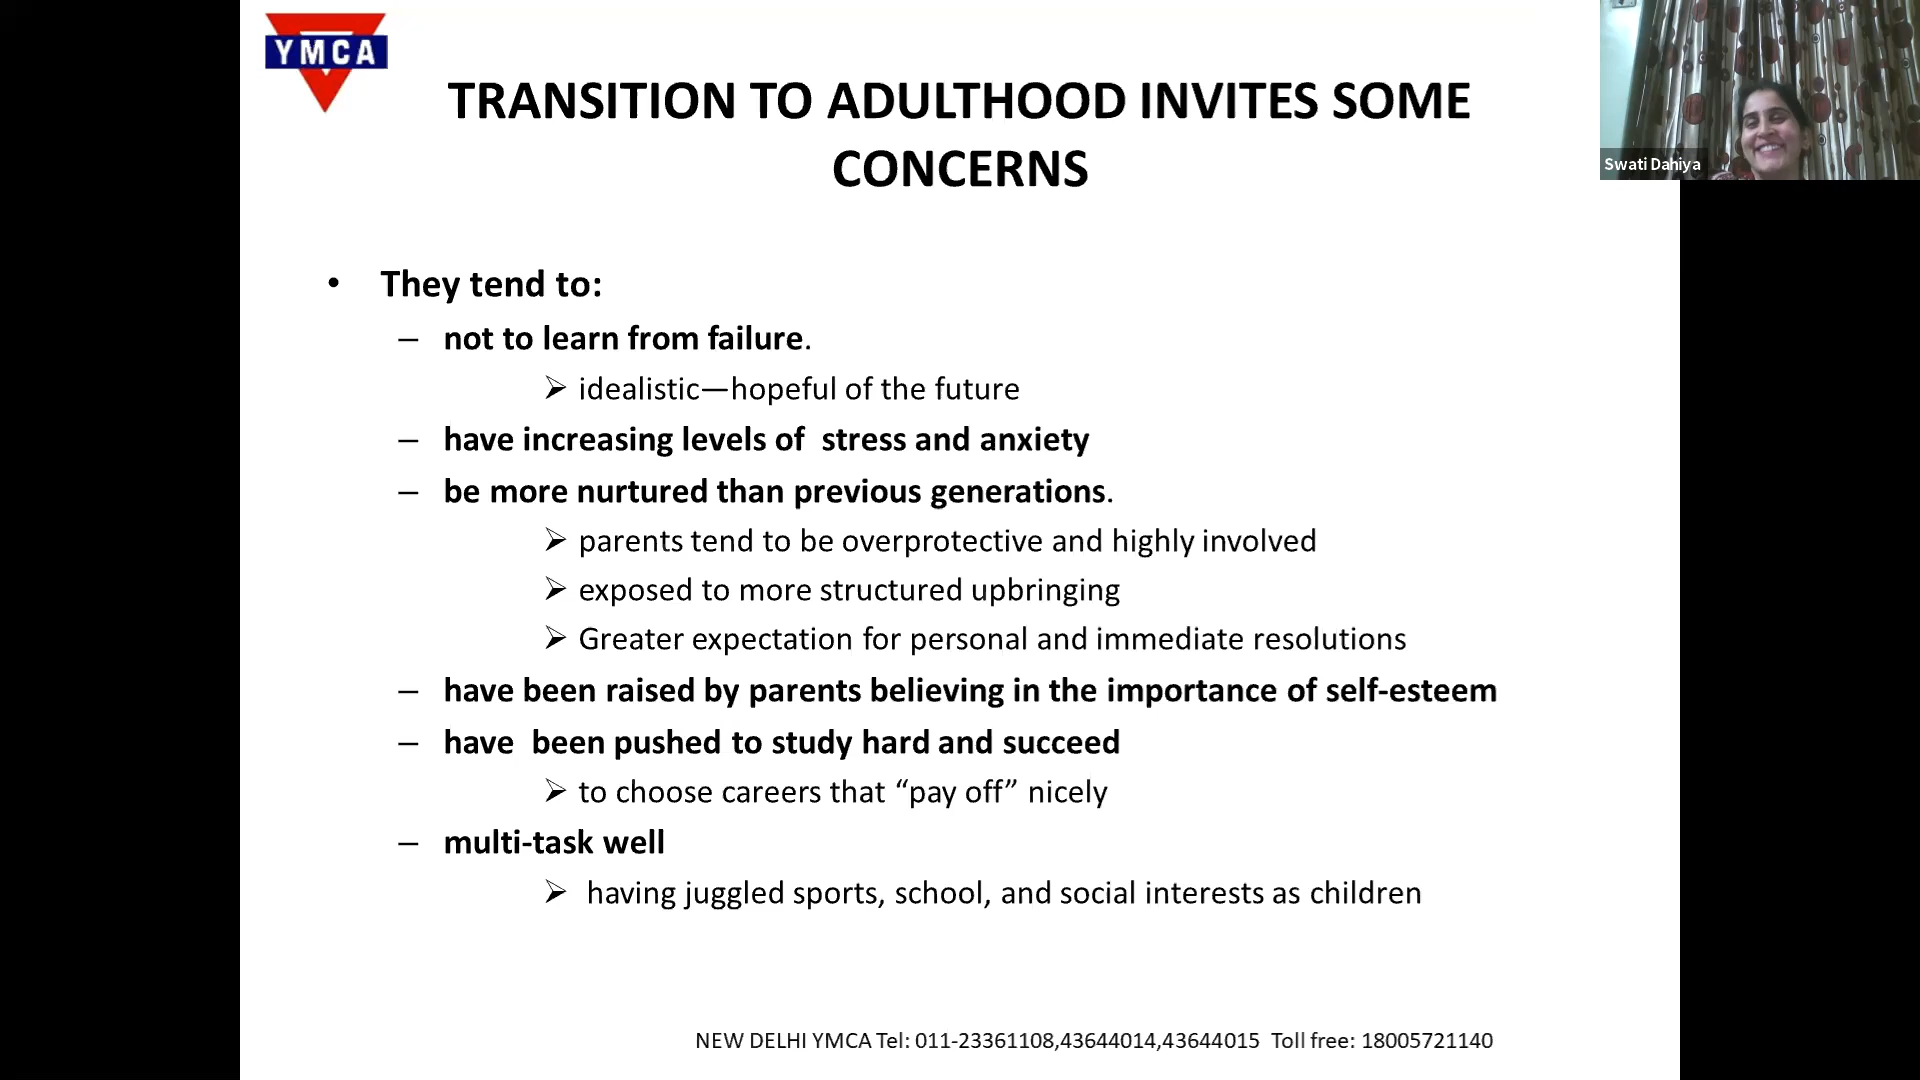 YMCA
TRANSITION TO ADULTHOOD INVITES SOME
CONCERNS
Swati Dahiya
• They tend to:
– not to learn from failure.
➢ idealistic—hopeful of the future
– have increasing levels of  stress and anxiety
– be more nurtured than previous generations.
➢ parents tend to be overprotective and highly involved
➢ exposed to more structured upbringing
➢ Greater expectation for personal and immediate resolutions
– have been raised by parents believing in the importance of self-esteem
– have  been pushed to study hard and succeed
➢ to choose careers that “pay off” nicely
– multi-task well
➢ having juggled sports, school, and social interests as children
NEW DELHI YMCA Tel: 011-23361108,43644014,43644015  Toll free: 18005721140